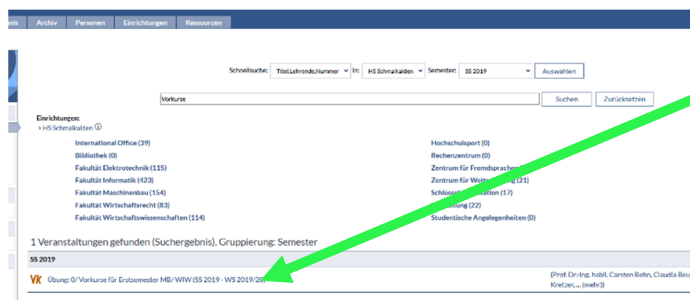 nis Archiv Personen Einrichtungen Ressourcen
Schnellsuche: Titel,Lehrende,Nummer In: HS Schmalkalden Semester: SS 2019 Auswählen
Vorkurse Suchen Zurücksetzen
Einrichtungen:
» HS Schmalkalden
International Office (39)
Bibliothek (0)
Fakultät Elektrotechnik (115)
Fakultät Informatik (423)
Fakultät Maschinenbau (154)
Fakultät Wirtschaftsrecht (83)
Fakultät Wirtschaftswissenschaften (114)
Hochschulsport (0)
Rechenzentrum (0)
Zentrum für Fremdsprachen
Zentrum für (21)
(17)
(22)
Studentische Angelegenheiten (0)
1 Veranstaltungen gefunden (Suchergebnis), Gruppierung: Semester
SS 2019
Vk Übung: 0/ Vorkurse für Erstsemester MB/ WIW (SS 2019 - WS 2019/20) (Prof. Dr.-Ing. habil. Carsten Behn, Claudia
Kretzer, ... (mehr))